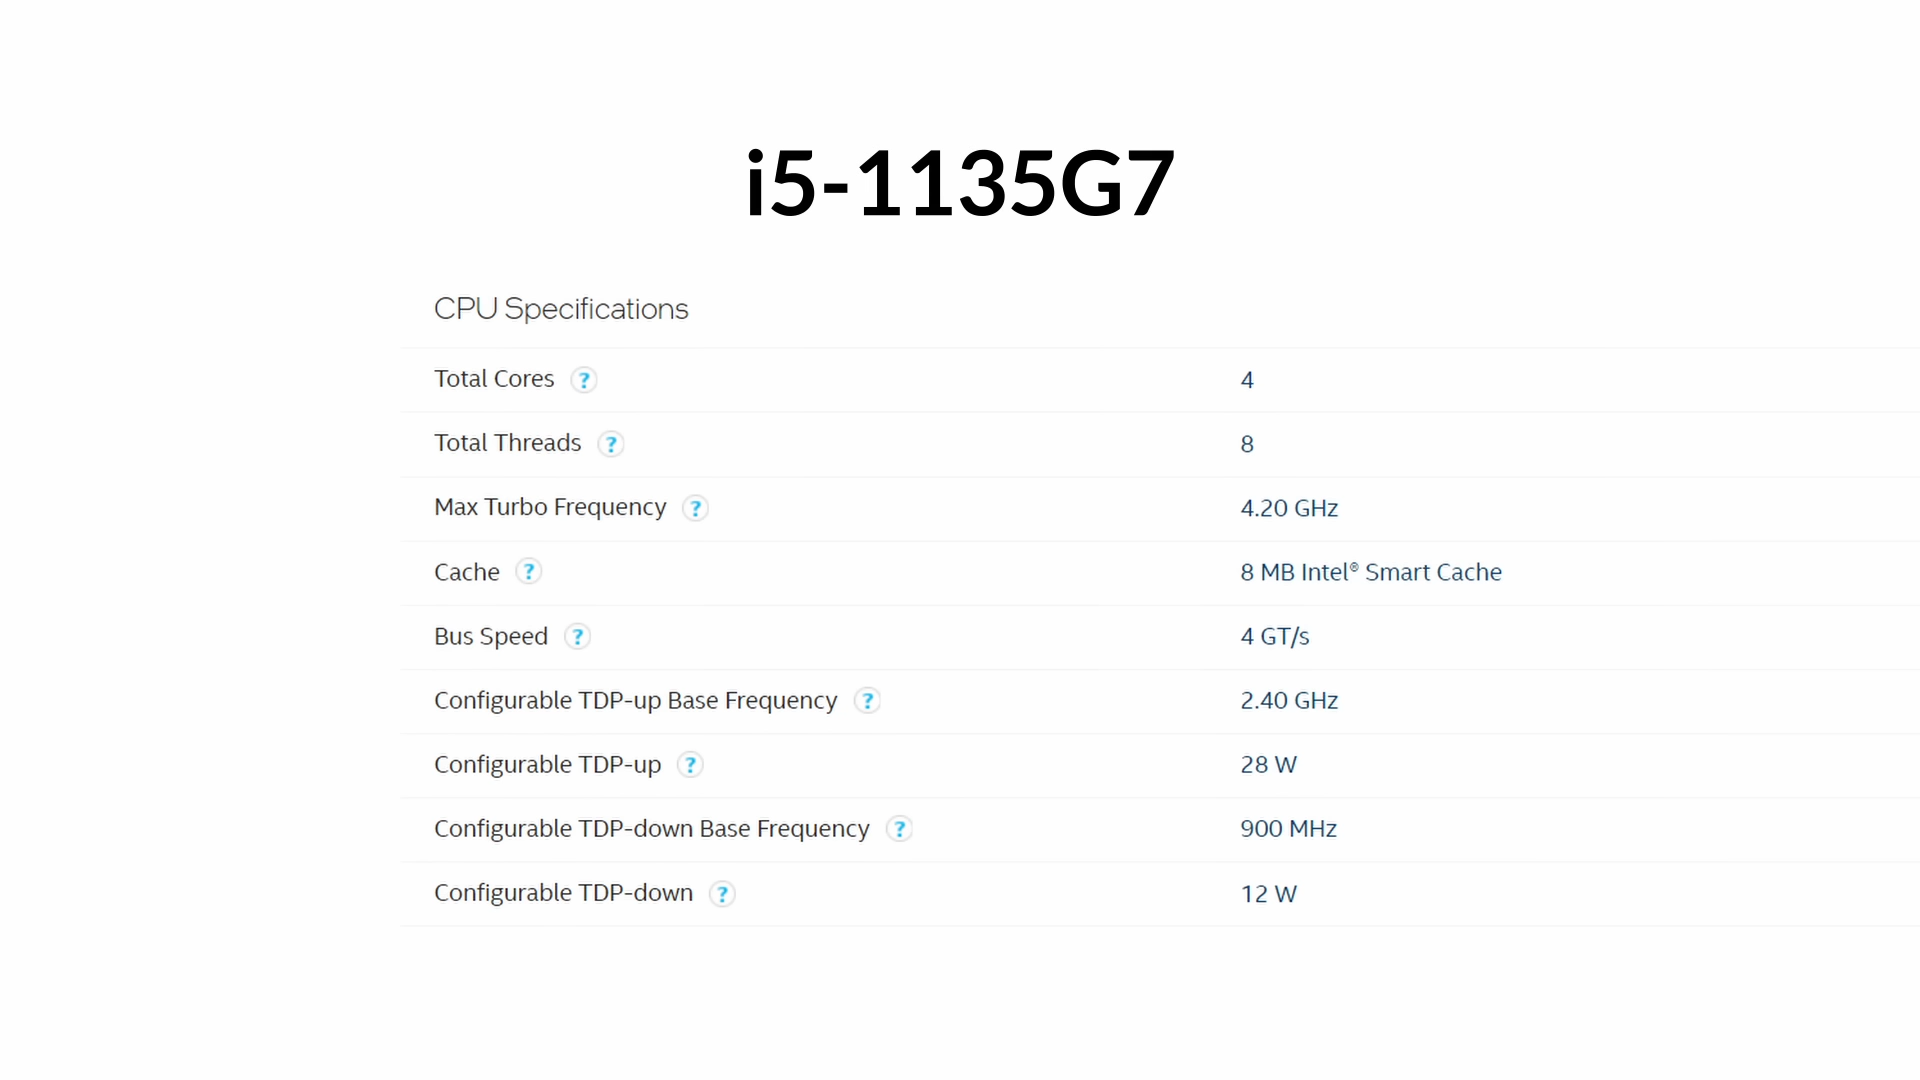 i5-1135G7
CPU Specifications
Total Cores ? 4
Total Threads ? 8
Max Turbo Frequency ? 4.20 GHz
Cache ? 8 MB Intel® Smart Cache
Bus Speed ? 4 GT/s
Configurable TDP-up Base Frequency ? 2.40 GHz
Configurable TDP-up ? 28 W
Configurable TDP-down Base Frequency ? 900 MHz
Configurable TDP-down ? 12 W